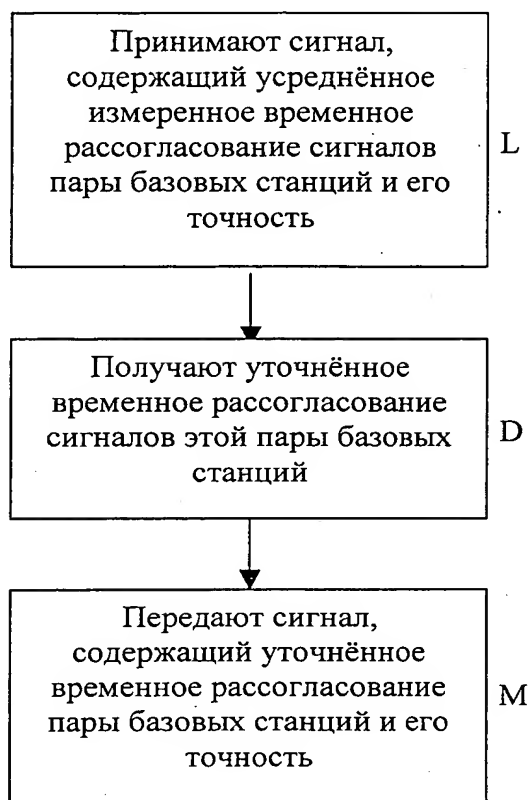 Принимают сигнал,
содержащий усреднённое
измеренное временное
рассогласование сигналов
пары базовых станций и его
точность
L
Получают уточнённое
временное рассогласование
сигналов этой пары базовых
станций
D
Передают сигнал,
содержащий уточнённое
временное рассогласование
пары базовых станций и его
точность
M